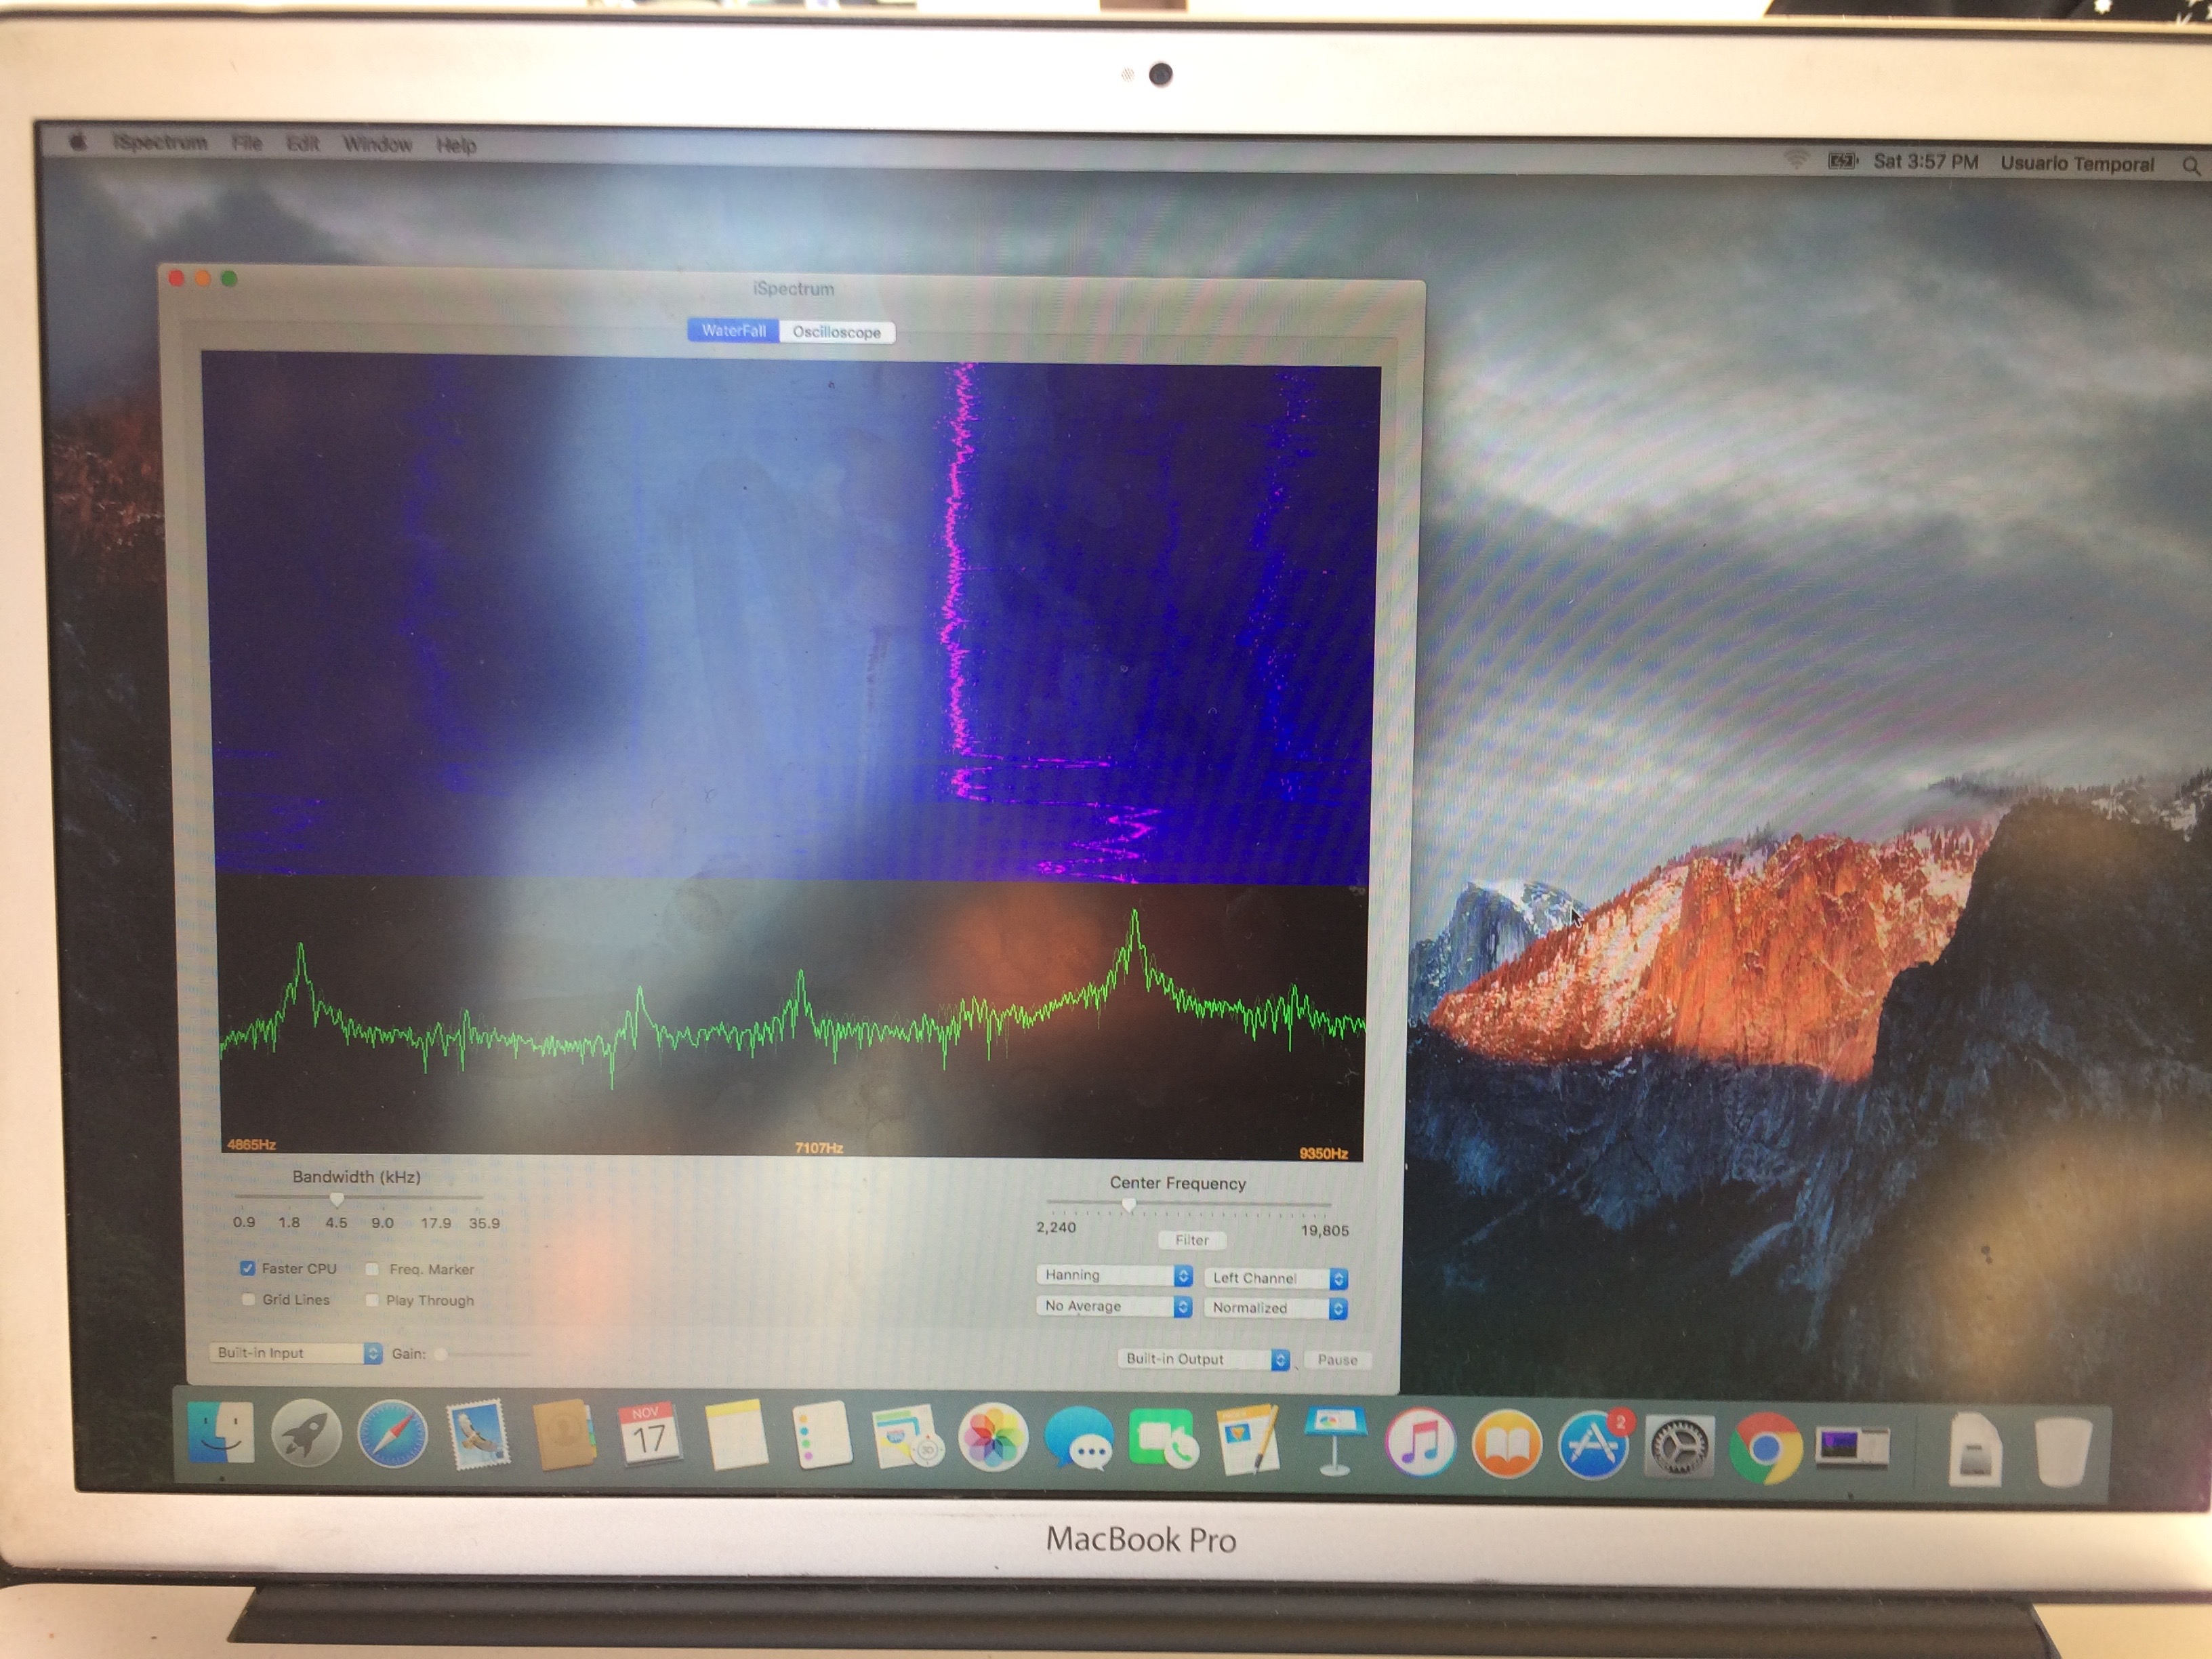 iSpectrum File Edit Window Help
Sat 3:57 PM Usuario Temporal
iSpectrum
WaterFall Oscilloscope
4865Hz 7107Hz 9350Hz
Bandwidth (kHz)
0.9 1.8 4.5 9.0 17.9 35.9
Center Frequency
2,240 19,805
Filter
Faster CPU Freq. Marker
Grid Lines Play Through
Hanning Left Channel
No Average Normalized
Built-in Input Gain:
Built-in Output Pause
NOV
17
3D
2
MacBook Pro